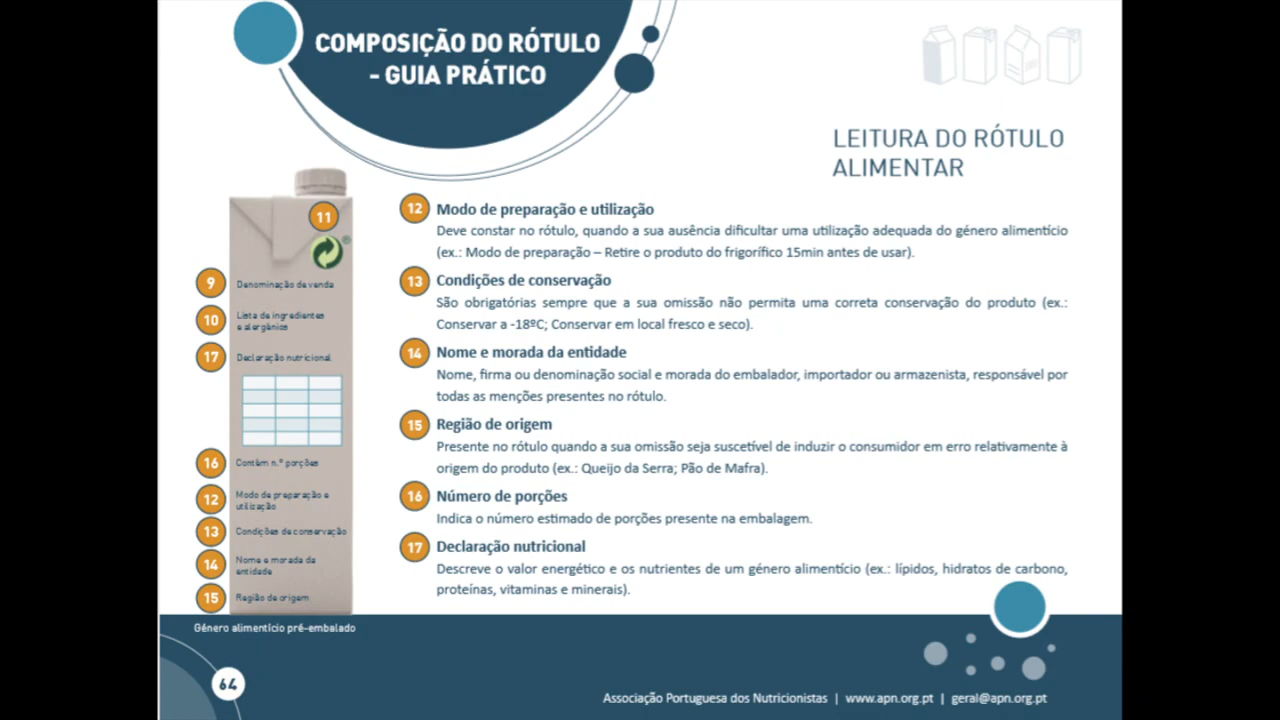 COMPOSIÇÃO DO RÓTULO
- GUIA PRÁTICO
LEITURA DO RÓTULO
ALIMENTAR
11
®
9
Denominação de venda
10
Lista de ingredientes
e alergénios
17
Declaração nutricional
16
Contém n.º porções
12
Modo de preparação e
utilização
13
Condições de conservação
14
Nome e morada da
entidade
15
Região de origem
Género alimentício pré-embalado
12
Modo de preparação e utilização
Deve constar no rótulo, quando a sua ausência dificultar uma utilização adequada do género alimentício
(ex.: Modo de preparação – Retire o produto do frigorífico 15min antes de usar).
13
Condições de conservação
São obrigatórias sempre que a sua omissão não permita uma correta conservação do produto (ex.:
Conservar a -18ºC; Conservar em local fresco e seco).
14
Nome e morada da entidade
Nome, firma ou denominação social e morada do embalador, importador ou armazenista, responsável por
todas as menções presentes no rótulo.
15
Região de origem
Presente no rótulo quando a sua omissão seja suscetível de induzir o consumidor em erro relativamente à
origem do produto (ex.: Queijo da Serra; Pão de Mafra).
16
Número de porções
Indica o número estimado de porções presente na embalagem.
17
Declaração nutricional
Descreve o valor energético e os nutrientes de um género alimentício (ex.: lípidos, hidratos de carbono,
proteínas, vitaminas e minerais).
64
Associação Portuguesa dos Nutricionistas | www.apn.org.pt | geral@apn.org.pt